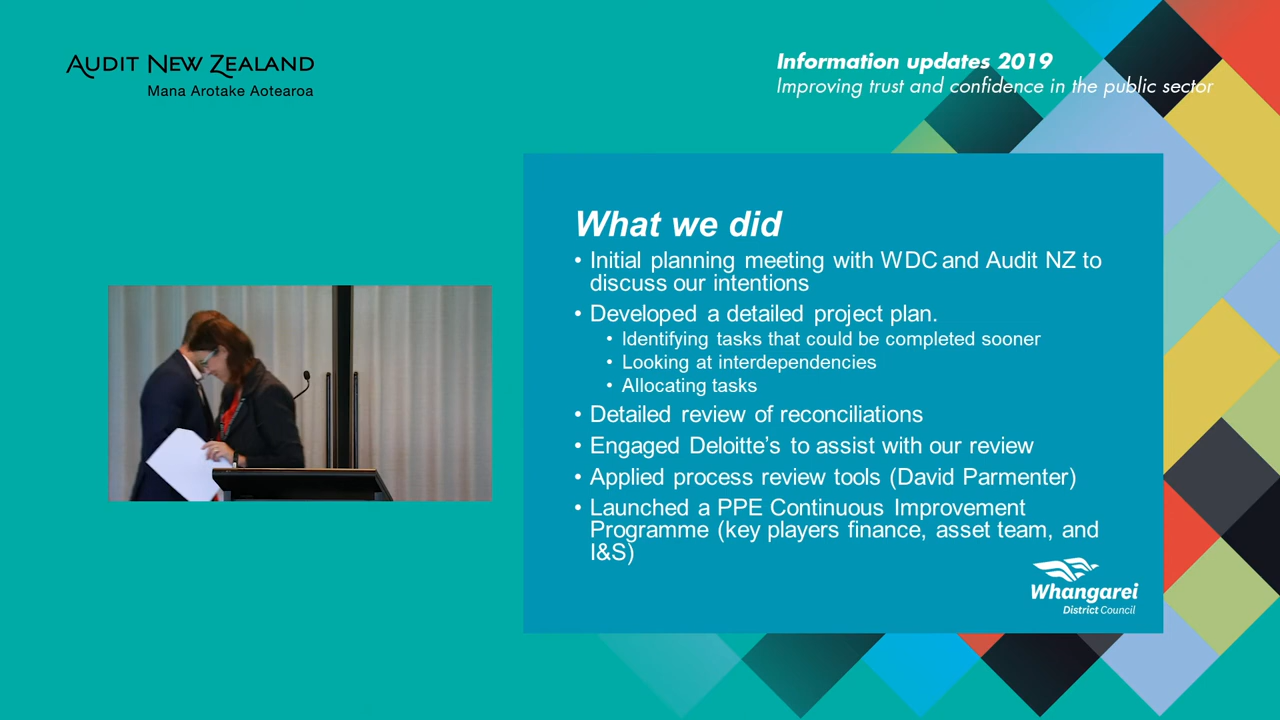 AUDIT NEW ZEALAND
Mana Arotake Aotearoa
Information updates 2019
Improving trust and confidence in the public sector
What we did
• Initial planning meeting with WDC and Audit NZ to
discuss our intentions
• Developed a detailed project plan.
• Identifying tasks that could be completed sooner
• Looking at interdependencies
• Allocating tasks
• Detailed review of reconciliations
• Engaged Deloitte's to assist with our review
• Applied process review tools (David Parmenter)
• Launched a PPE Continuous Improvement
Programme (key players finance, asset team, and
I&S)
Whangarei
District Council